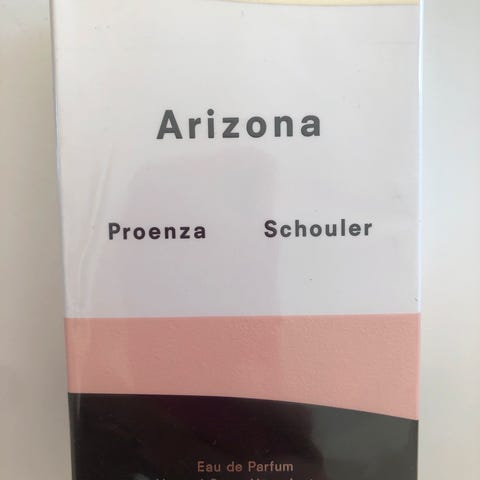 Arizona
Proenza Schouler
Eau de Parfum